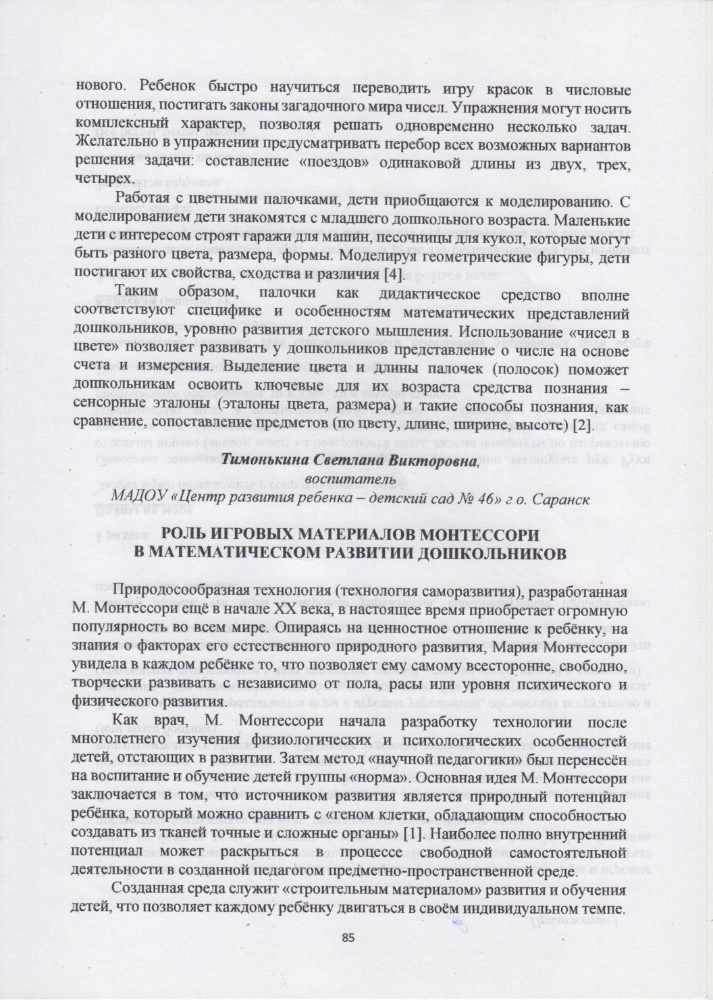 нового. Ребенок быстро научиться переводить игру красок в числовые
отношения, постигать законы загадочного мира чисел. Упражнения могут носить
комплексный характер, позволяя решать одновременно несколько задач.
Желательно в упражнении предусматривать перебор всех возможных вариантов
решения задачи: составление «поездов» одинаковой длины из двух, трех,
четырех.
Работая с цветными палочками, дети приобщаются к моделированию. С
моделированием дети знакомятся с младшего дошкольного возраста. Маленькие
дети с интересом строят гаражи для машин, песочницы для кукол, которые могут
быть разного цвета, размера, формы. Моделируя геометрические фигуры, дети
постигают их свойства, сходства и различия [4].
Таким образом, палочки как дидактическое средство вполне
соответствуют специфике и особенностям математических представлений
дошкольников, уровню развития детского мышления. Использование «чисел в
цвете» позволяет развивать у дошкольников представление о числе на основе
счета и измерения. Выделение цвета и длины палочек (полосок) поможет
дошкольникам освоить ключевые для их возраста средства познания –
сенсорные эталоны (эталоны цвета, размера) и такие способы познания, как
сравнение, сопоставление предметов (по цвету, длине, ширине, высоте) [2].
Тимонькина Светлана Викторовна,
воспитатель
МАДОУ «Центр развития ребенка – детский сад № 46» г о. Саранск
РОЛЬ ИГРОВЫХ МАТЕРИАЛОВ МОНТЕССОРИ
В МАТЕМАТИЧЕСКОМ РАЗВИТИИ ДОШКОЛЬНИКОВ
Природосообразная технология (технология саморазвития), разработанная
М. Монтессори ещё в начале XX века, в настоящее время приобретает огромную
популярность во всем мире. Опираясь на ценностное отношение к ребёнку, на
знания о факторах его естественного природного развития, Мария Монтессори
увидела в каждом ребёнке то, что позволяет ему самому всесторонне, свободно,
творчески развивать себя независимо от пола, расы или уровня психического и
физического развития.
Как врач, М. Монтессори начала разработку технологии после
многолетнего изучения физиологических и психологических особенностей
детей, отстающих в развитии. Затем метод «научной педагогики» был перенесён
на воспитание и обучение детей группы «норма». Основная идея М. Монтессори
заключается в том, что источником развития является природный потенциал
ребёнка, который можно сравнить с «геном клетки, обладающим способностью
создавать из тканей точные и сложные органы» [1]. Наиболее полно внутренний
потенциал может раскрыться в процессе свободной самостоятельной
деятельности в созданной педагогом предметно-пространственной среде.
Созданная среда служит «строительным материалом» развития и обучения
детей, что позволяет каждому ребёнку двигаться в своём индивидуальном темпе.
85